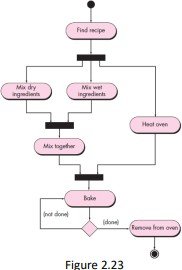 Find recipe
Mix dry
ingredients
Mix wet
ingredients
Heat oven
Mix together
Bake
(not done)
(done)
Remove from oven
Figure 2.23